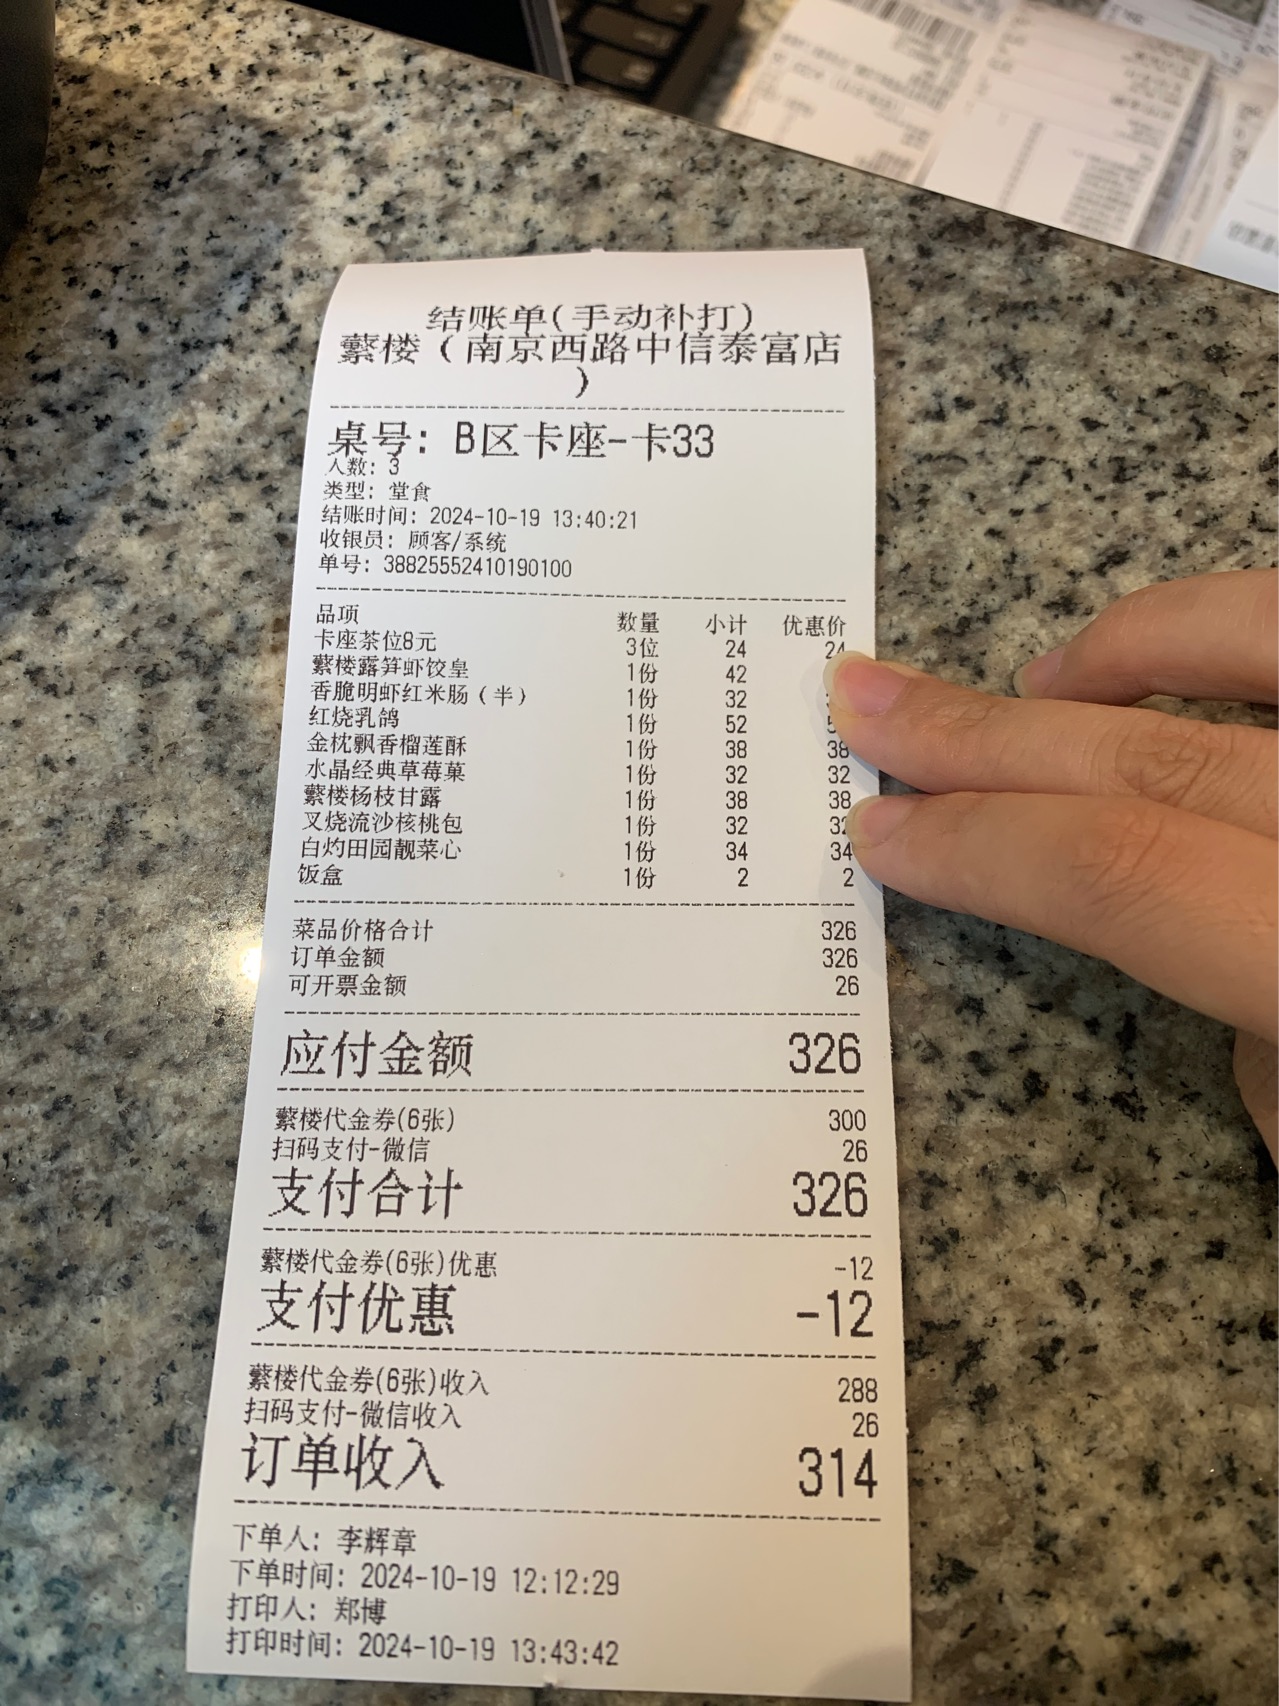 结账单(手动补打)
蘩楼（南京西路中信泰富店
）
桌号: B区卡座-卡33
人数: 3
类型: 堂食
结账时间: 2024-10-19 13:40:21
收银员: 顾客/系统
单号: 38825552410190100
品项 数量 小计 优惠价
卡座茶位8元 3位 24 24
蘩楼露笋虾饺皇 1份 42
香脆明虾红米肠（半） 1份 32
红烧乳鸽 1份 52
金枕飘香榴莲酥 1份 38 38
水晶经典草莓菓 1份 32 32
蘩楼杨枝甘露 1份 38 38
叉烧流沙核桃包 1份 32 32
白灼田园靓菜心 1份 34 34
饭盒 1份 2 2
菜品价格合计 326
订单金额 326
可开票金额 26
应付金额 326
蘩楼代金券(6张) 300
扫码支付-微信 26
支付合计 326
蘩楼代金券(6张)优惠 -12
支付优惠 -12
蘩楼代金券(6张)收入 288
扫码支付-微信收入 26
订单收入 314
下单人: 李辉章
下单时间: 2024-10-19 12:12:29
打印人: 郑博
打印时间: 2024-10-19 13:43:42